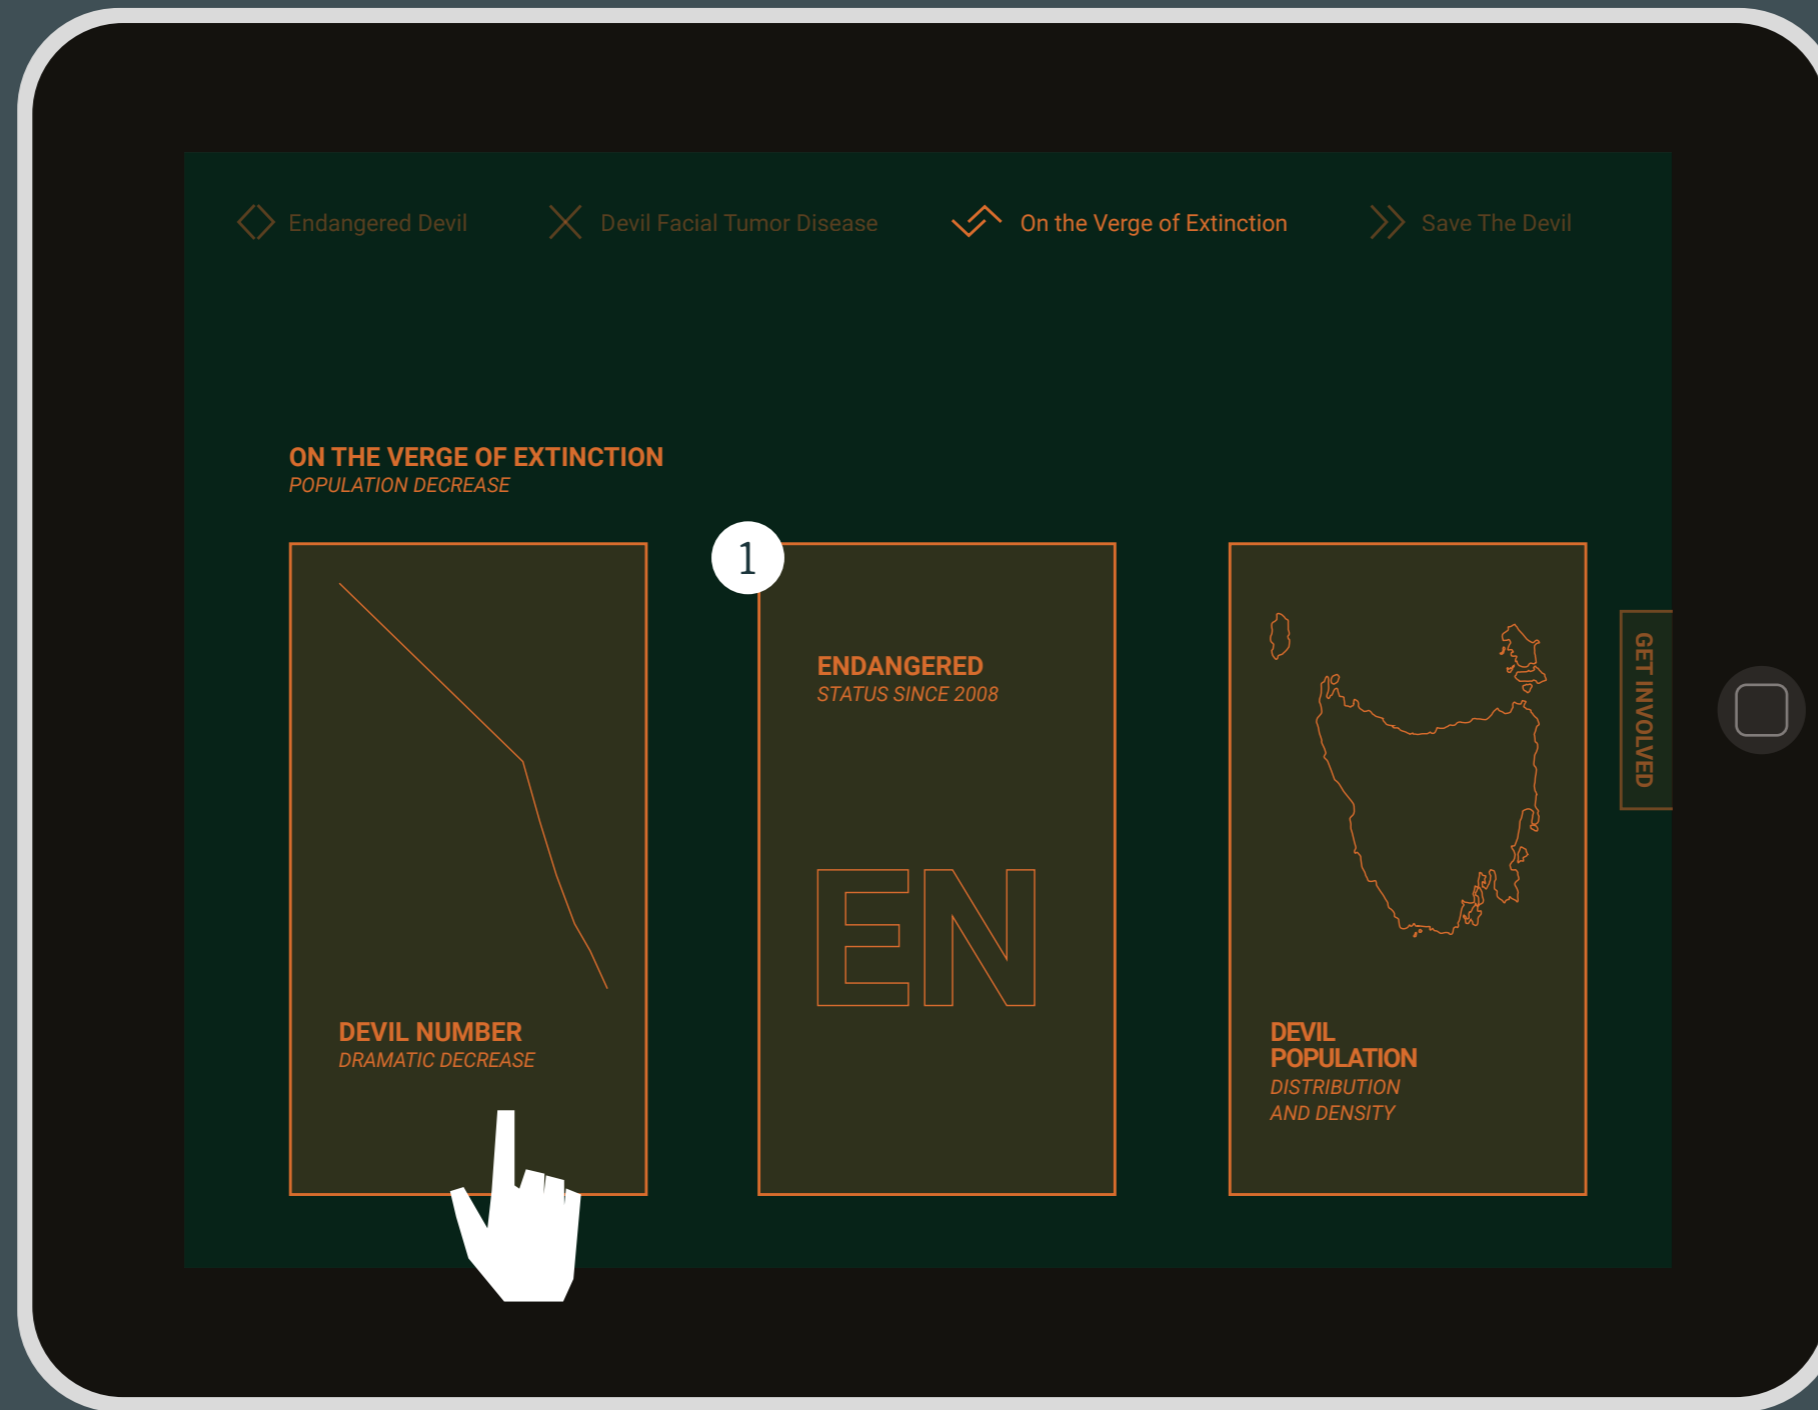 Endangered Devil
Devil Facial Tumor Disease
On the Verge of Extinction
Save The Devil
ON THE VERGE OF EXTINCTION
POPULATION DECREASE
DEVIL NUMBER
DRAMATIC DECREASE
1
ENDANGERED
STATUS SINCE 2008
EN
DEVIL
POPULATION
DISTRIBUTION
AND DENSITY
GET INVOLVED